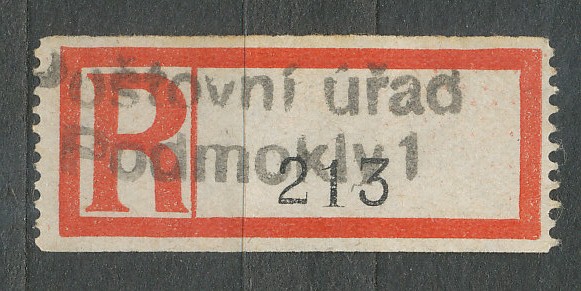 Poštovní úřad
R
Podmokly 1
213